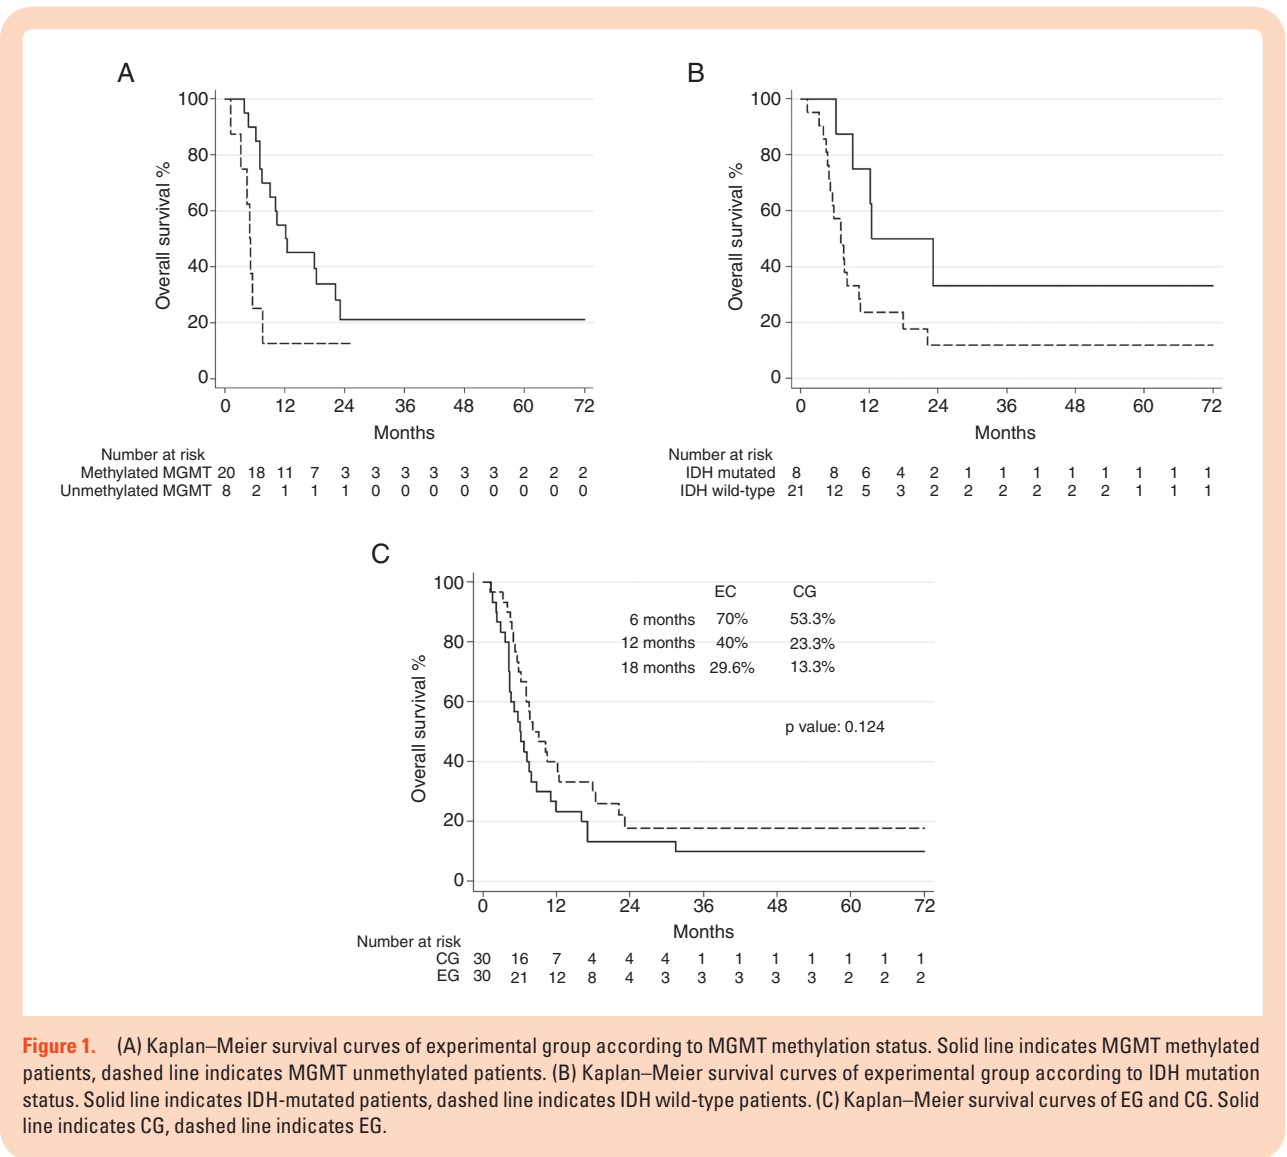 A
100
80
60
40
20
0
Overall survival %
0 12 24 36 48 60 72
Months
Number at risk
Methylated MGMT 20 18 11 7 3 3 3 3 3 3 2 2 2
Unmethylated MGMT 8 2 1 1 1 0 0 0 0 0 0 0 0
B
100
80
60
40
20
0
Overall survival %
0 12 24 36 48 60 72
Months
Number at risk
IDH mutated 8 8 6 4 2 1 1 1 1 1 1 1 1
IDH wild-type 21 12 5 3 2 2 2 2 2 2 1 1 1
C
100
80
60
40
20
0
Overall survival %
EC CG
6 months 70% 53.3%
12 months 40% 23.3%
18 months 29.6% 13.3%
p value: 0.124
0 12 24 36 48 60 72
Months
Number at risk
CG 30 16 7 4 4 4 1 1 1 1 1 1 1
EG 30 21 12 8 4 3 3 3 3 3 2 2 2
Figure 1. (A) Kaplan–Meier survival curves of experimental group according to MGMT methylation status. Solid line indicates MGMT methylated
patients, dashed line indicates MGMT unmethylated patients. (B) Kaplan–Meier survival curves of experimental group according to IDH mutation
status. Solid line indicates IDH-mutated patients, dashed line indicates IDH wild-type patients. (C) Kaplan–Meier survival curves of EG and CG. Solid
line indicates CG, dashed line indicates EG.